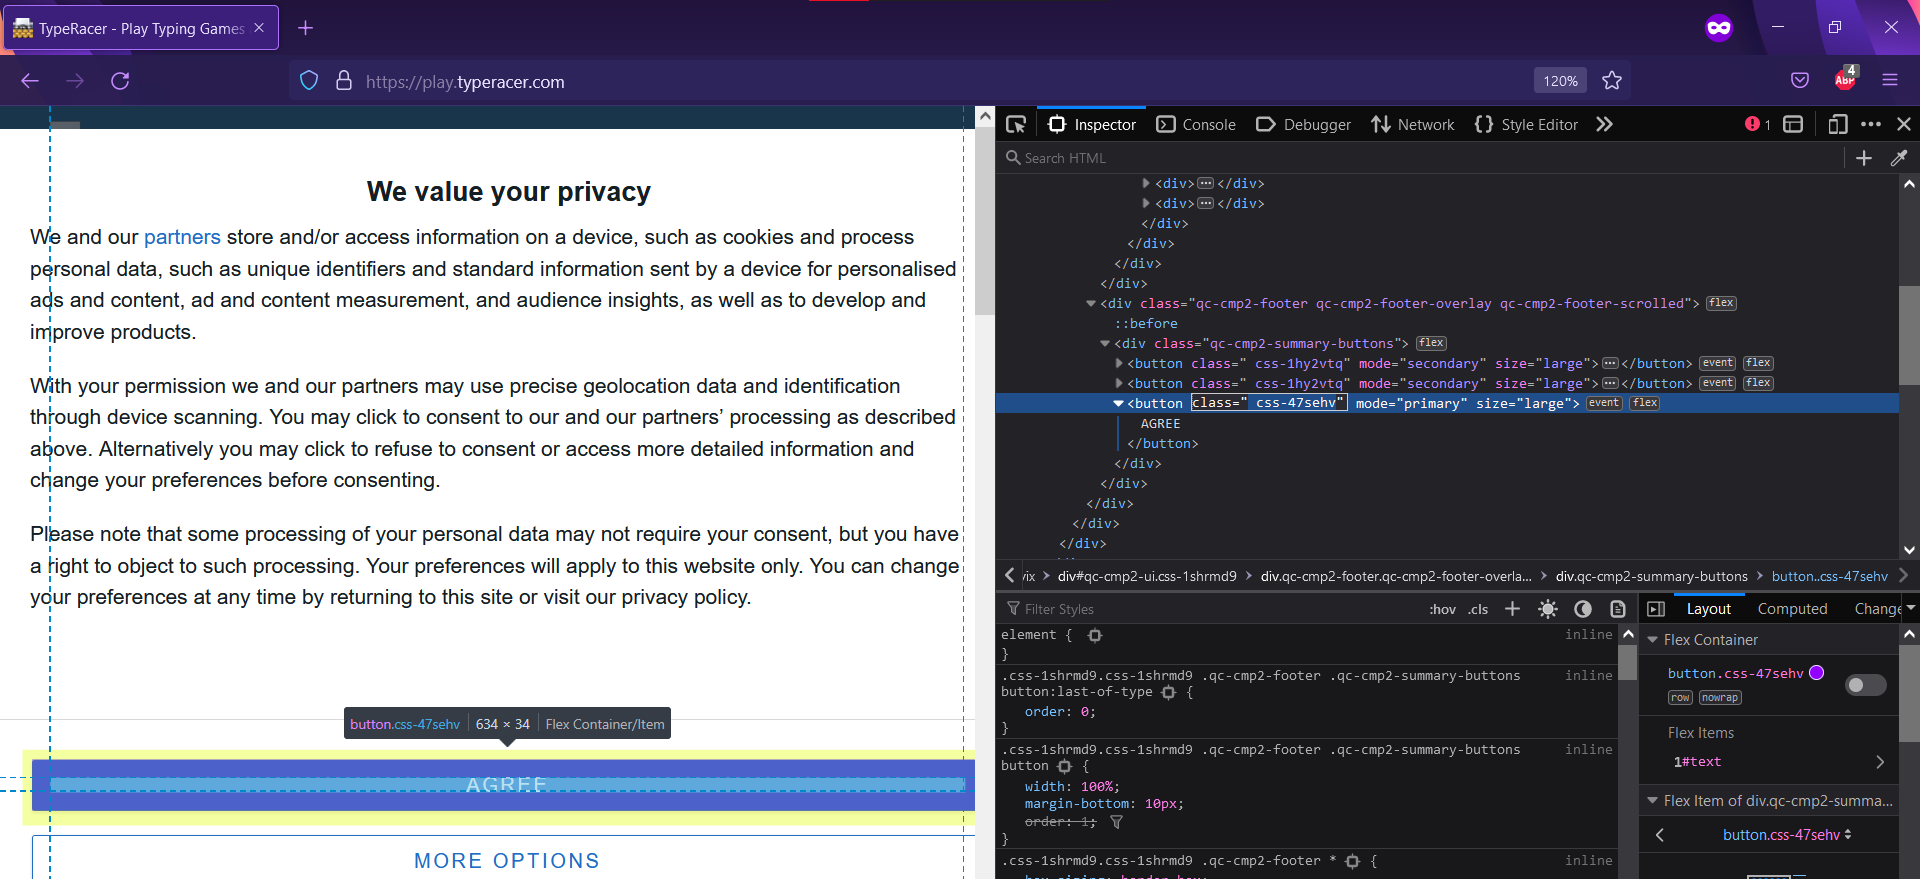 TypeRacer - Play Typing Games
https://play.typeracer.com
120%
ABP
4
We value your privacy
We and our partners store and/or access information on a device, such as cookies and process
personal data, such as unique identifiers and standard information sent by a device for personalised
ads and content, ad and content measurement, and audience insights, as well as to develop and
improve products.
With your permission we and our partners may use precise geolocation data and identification
through device scanning. You may click to consent to our and our partners’ processing as described
above. Alternatively you may click to refuse to consent or access more detailed information and
change your preferences before consenting.
Please note that some processing of your personal data may not require your consent, but you have
a right to object to such processing. Your preferences will apply to this website only. You can change
your preferences at any time by returning to this site or visit our privacy policy.
button.css-47sehv 634 × 34 Flex Container/Item
AGREE
MORE OPTIONS
Inspector Console Debugger Network Style Editor 1
Search HTML
<div> ··· </div>
<div> ··· </div>
</div>
</div>
</div>
</div>
<div class="qc-cmp2-footer qc-cmp2-footer-overlay qc-cmp2-footer-scrolled"> flex
::before
<div class="qc-cmp2-summary-buttons"> flex
<button class=" css-1hy2vtq" mode="secondary" size="large"> ··· </button> event flex
<button class=" css-1hy2vtq" mode="secondary" size="large"> ··· </button> event flex
<button class=" css-47sehv" mode="primary" size="large"> event flex
AGREE
</button>
</div>
</div>
</div>
</div>
</div>
vix > div#qc-cmp2-ui.css-1shrmd9 > div.qc-cmp2-footer.qc-cmp2-footer-overla... > div.qc-cmp2-summary-buttons > button..css-47sehv
Filter Styles :hov .cls +
element { inline
}
.css-1shrmd9.css-1shrmd9 .qc-cmp2-footer .qc-cmp2-summary-buttons inline
button:last-of-type {
order: 0;
}
.css-1shrmd9.css-1shrmd9 .qc-cmp2-footer .qc-cmp2-summary-buttons inline
button {
width: 100%;
margin-bottom: 10px;
order: 1;
}
.css-1shrmd9.css-1shrmd9 .qc-cmp2-footer * { inline
box-sizing: border-box;
Layout Computed Change
Flex Container
button.css-47sehv
row nowrap
Flex Items
1#text
Flex Item of div.qc-cmp2-summa...
button.css-47sehv